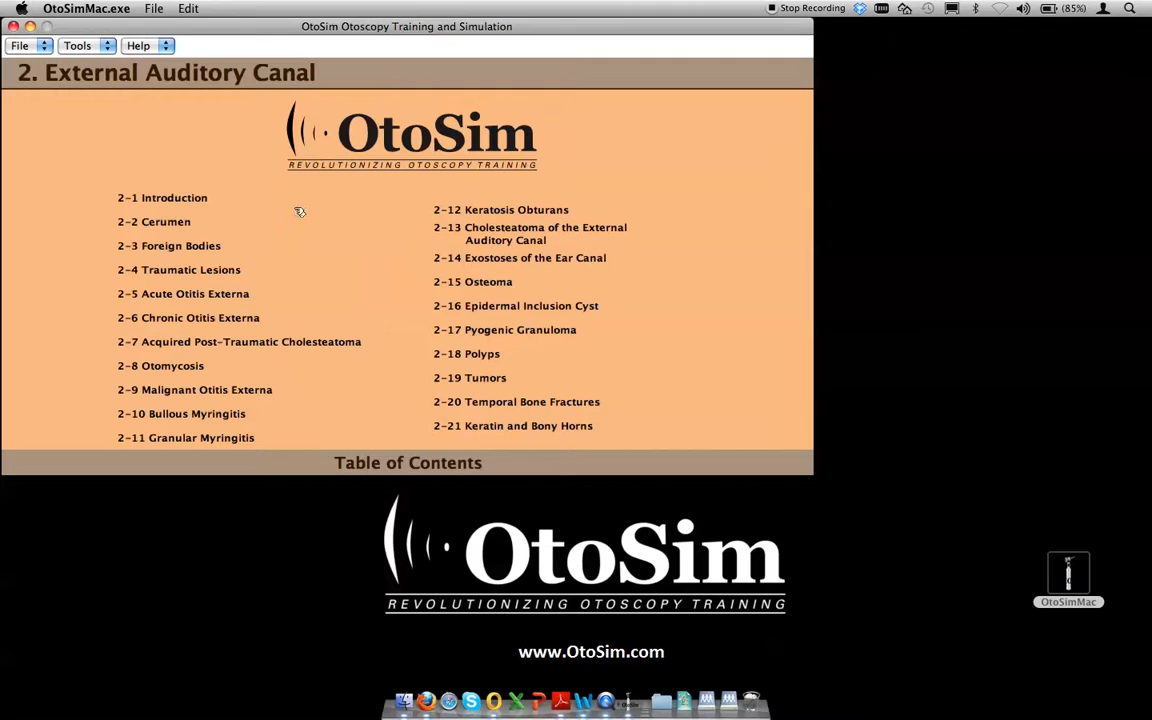 OtoSimMac.exe File Edit Stop Recording (85%)
OtoSim Otoscopy Training and Simulation
File Tools Help
2. External Auditory Canal
OtoSim
REVOLUTIONIZING OTOSCOPY TRAINING
2-1 Introduction
2-2 Cerumen
2-3 Foreign Bodies
2-4 Traumatic Lesions
2-5 Acute Otitis Externa
2-6 Chronic Otitis Externa
2-7 Acquired Post-Traumatic Cholesteatoma
2-8 Otomycosis
2-9 Malignant Otitis Externa
2-10 Bullous Myringitis
2-11 Granular Myringitis
2-12 Keratosis Obturans
2-13 Cholesteatoma of the External
Auditory Canal
2-14 Exostoses of the Ear Canal
2-15 Osteoma
2-16 Epidermal Inclusion Cyst
2-17 Pyogenic Granuloma
2-18 Polyps
2-19 Tumors
2-20 Temporal Bone Fractures
2-21 Keratin and Bony Horns
Table of Contents
OtoSim
REVOLUTIONIZING OTOSCOPY TRAINING
OtoSimMac
www.OtoSim.com